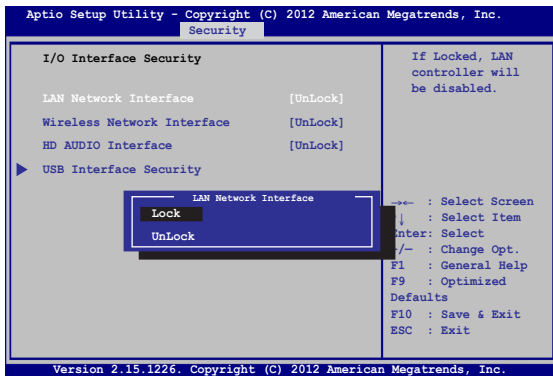 Aptio Setup Utility - Copyright (C) 2012 American Megatrends, Inc.
Security
I/O Interface Security
LAN Network Interface [UnLock]
Wireless Network Interface [UnLock]
HD AUDIO Interface [UnLock]
USB Interface Security
If Locked, LAN
controller will
be disabled.
LAN Network Interface
Lock
UnLock
→← : Select Screen
↓ : Select Item
Enter: Select
+/— : Change Opt.
F1 : General Help
F9 : Optimized
Defaults
F10 : Save & Exit
ESC : Exit
Version 2.15.1226. Copyright (C) 2012 American Megatrends, Inc.